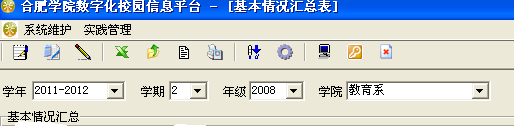 合肥学院数字化校园信息平台 - [基本情况汇总表]
系统维护 实践管理
学年 2011-2012 学期 2 年级 2008 学院 教育系
基本情况汇总